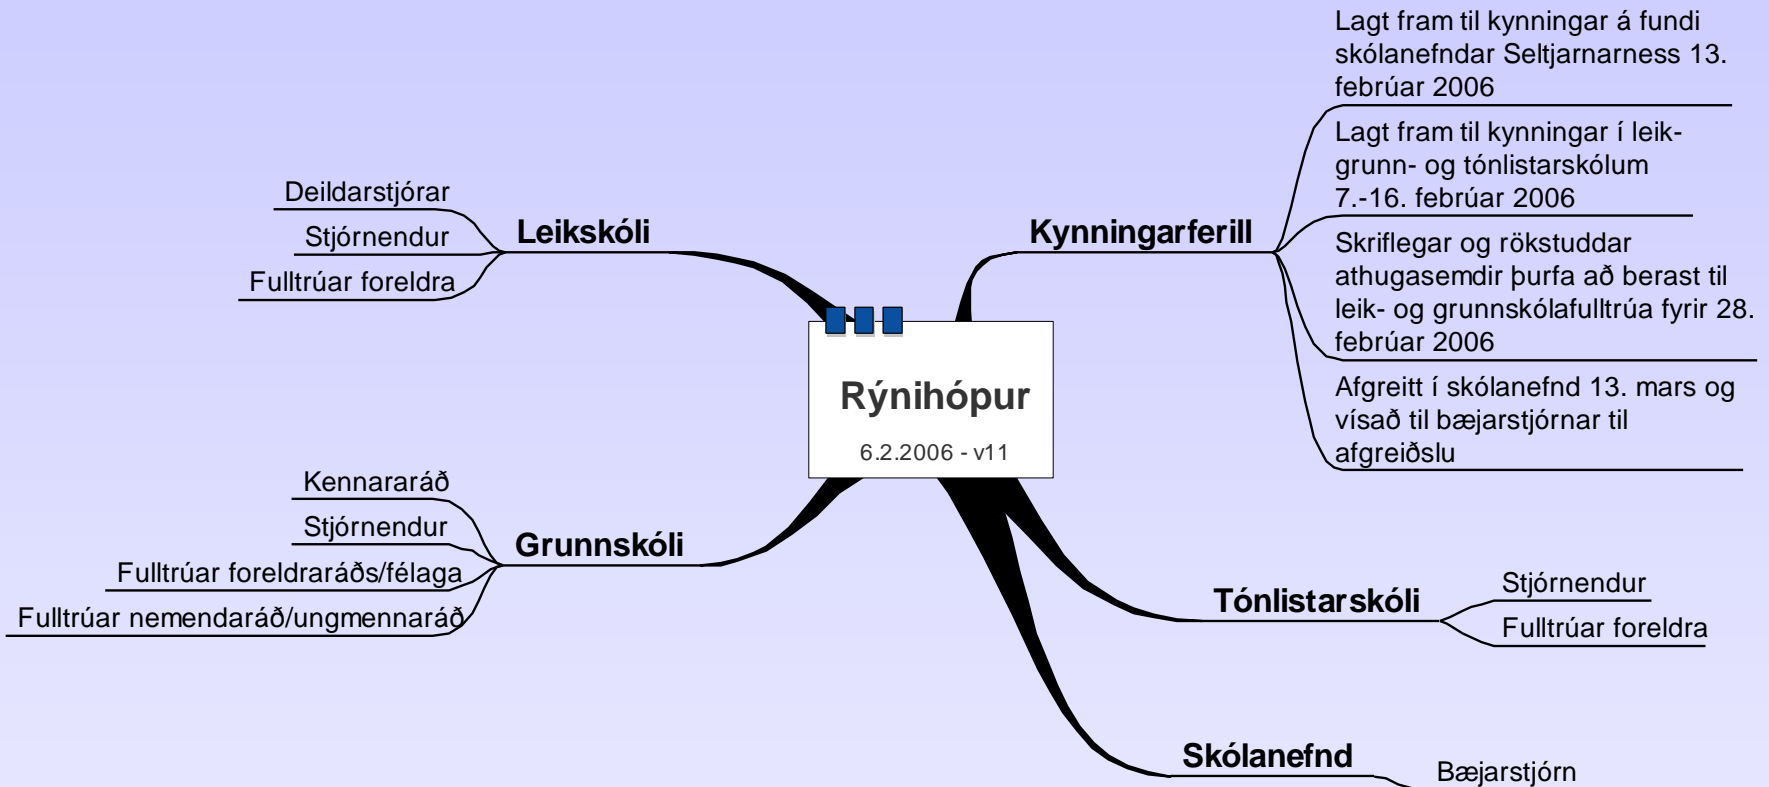 Rýnihópur
6.2.2006 - v11
Kynningarferill
Lagt fram til kynningar á fundi
skólanefndar Seltjarnarness 13.
febrúar 2006
Lagt fram til kynningar í leik-
grunn- og tónlistarskólum
7.-16. febrúar 2006
Skriflegar og rökstuddar
athugasemdir þurfa að berast til
leik- og grunnskólafulltrúa fyrir 28.
febrúar 2006
Afgreitt í skólanefnd 13. mars og
vísað til bæjarstjórnar til
afgreiðslu
Tónlistarskóli
Stjórnendur
Fulltrúar foreldra
Skólanefnd
Bæjarstjórn
Leikskóli
Deildarstjórar
Stjórnendur
Fulltrúar foreldra
Grunnskóli
Kennararáð
Stjórnendur
Fulltrúar foreldraráðs/félaga
Fulltrúar nemendaráð/ungmennaráð